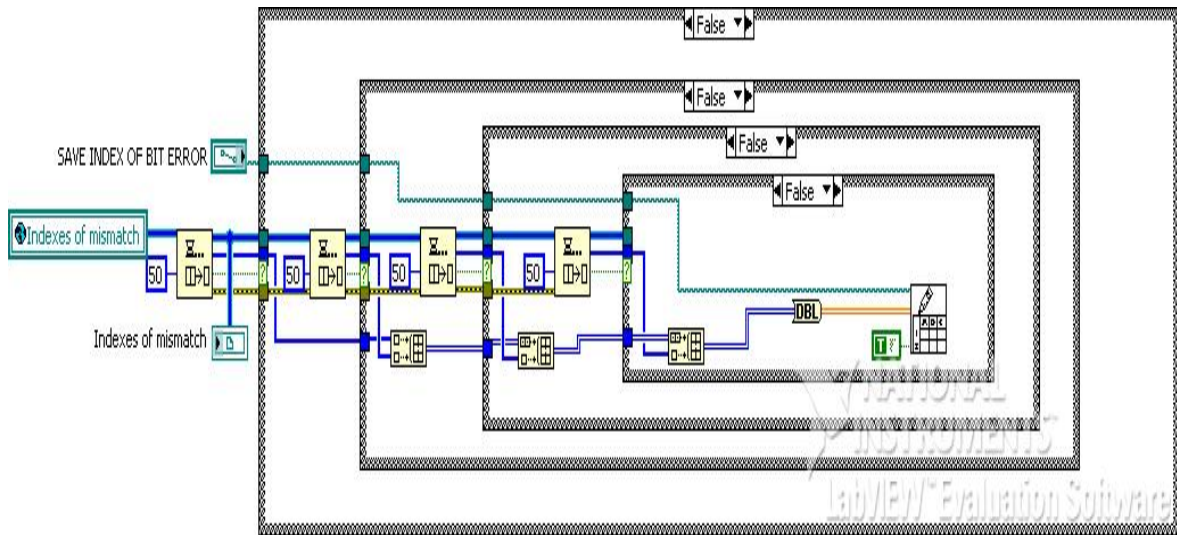 False
False
False
False
SAVE INDEX OF BIT ERROR
Indexes of mismatch
50
50
50
50
Indexes of mismatch
DBL
T
NATIONAL
INSTRUMENTS
LabVIEW™ Evaluation Software